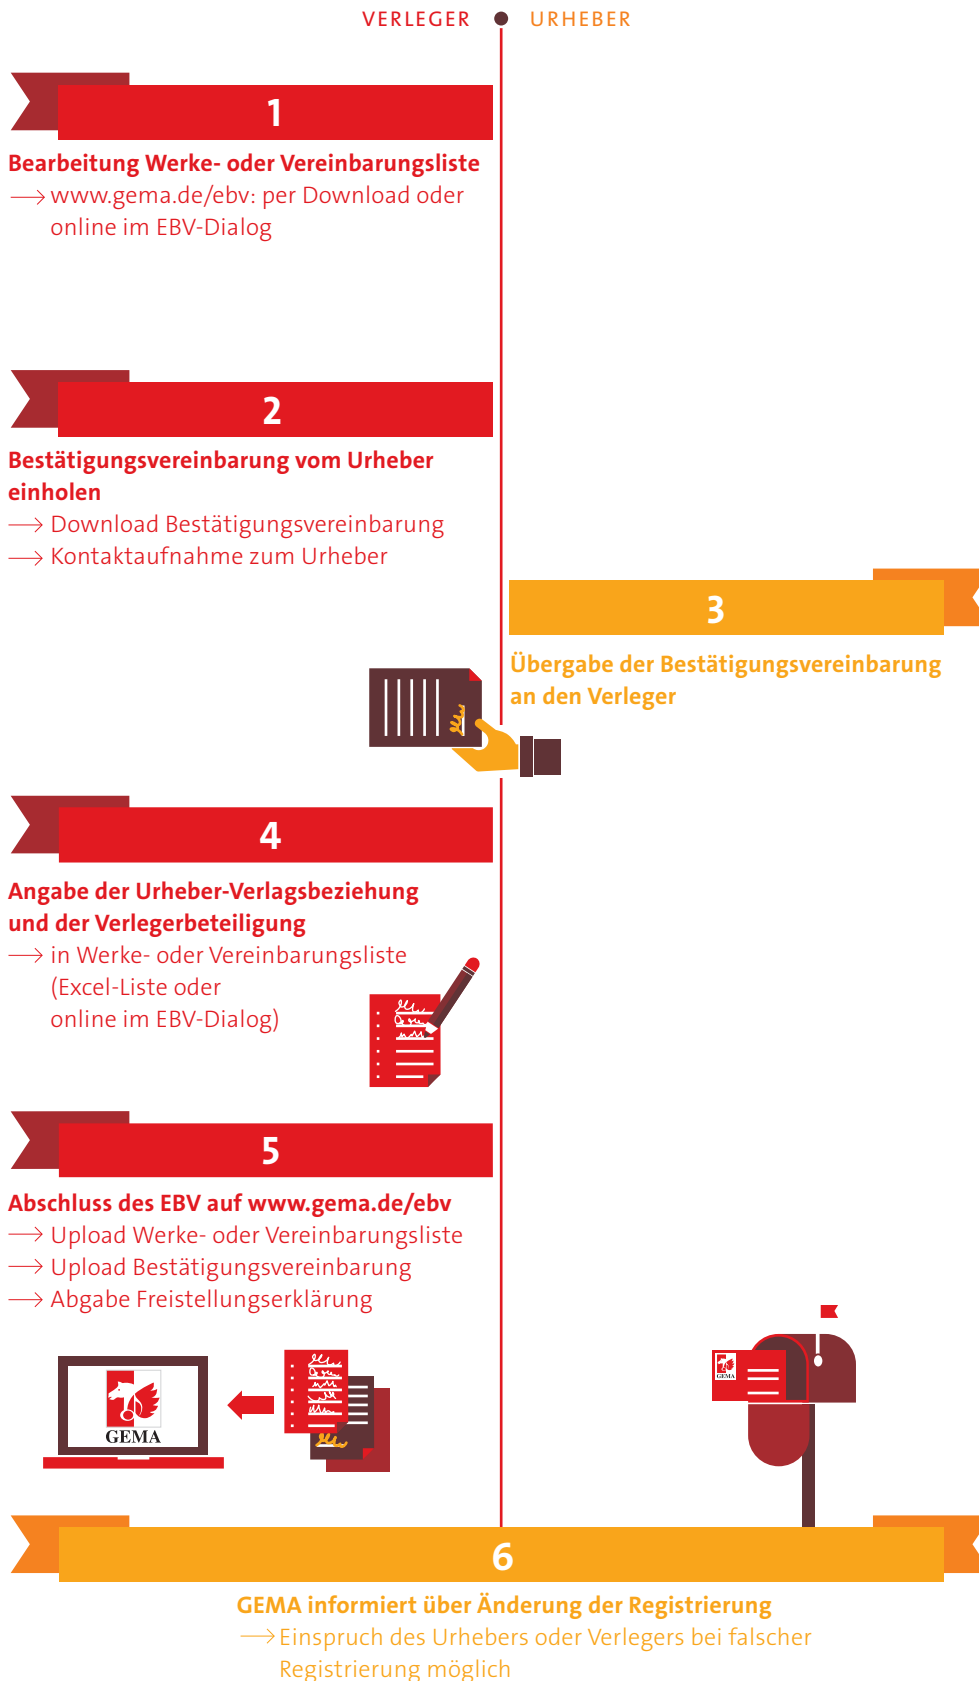 VERLEGER URHEBER
1
Bearbeitung Werke- oder Vereinbarungsliste
→ www.gema.de/ebv: per Download oder
online im EBV-Dialog
2
Bestätigungsvereinbarung vom Urheber
einholen
→ Download Bestätigungsvereinbarung
→ Kontaktaufnahme zum Urheber
3
Übergabe der Bestätigungsvereinbarung
an den Verleger
4
Angabe der Urheber-Verlagsbeziehung
und der Verlegerbeteiligung
→ in Werke- oder Vereinbarungsliste
(Excel-Liste oder
online im EBV-Dialog)
5
Abschluss des EBV auf www.gema.de/ebv
→ Upload Werke- oder Vereinbarungsliste
→ Upload Bestätigungsvereinbarung
→ Abgabe Freistellungserklärung
GEMA
GEMA
6
GEMA informiert über Änderung der Registrierung
→ Einspruch des Urhebers oder Verlegers bei falscher
Registrierung möglich